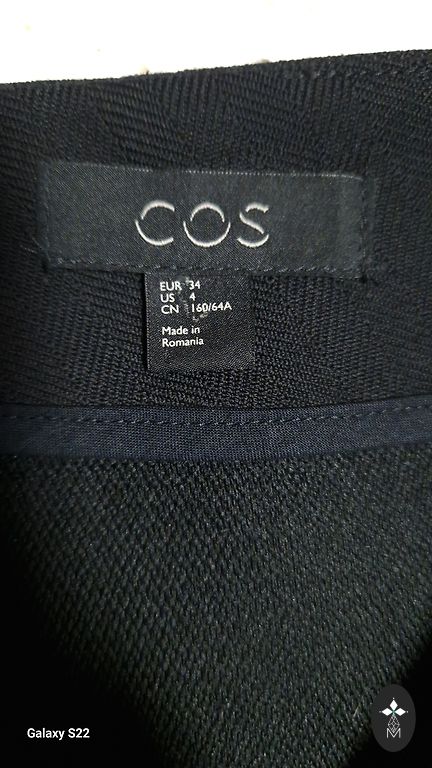 COS
EUR 34
US 4
CN 160/64A
Made in
Romania
Galaxy S22
M